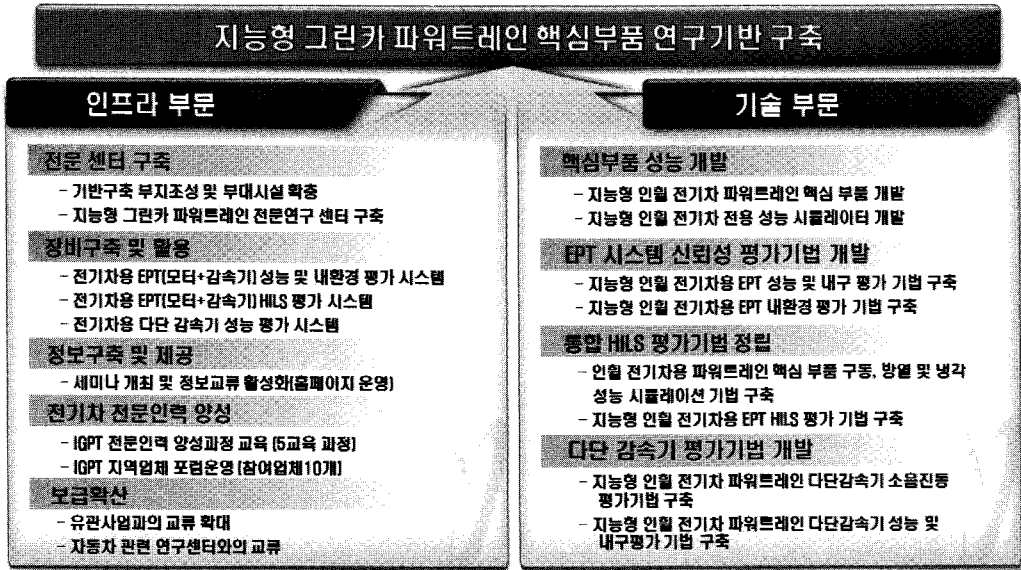 지능형 그린카 파워트레인 핵심부품 연구기반 구축
인프라 부문
전문 센터 구축
- 기반구축 부지조성 및 부대시설 확충
- 지능형 그린카 파워트레인 전문연구 센터 구축
장비구축 및 활용
- 전기차용 EPT(모터+감속기) 성능 및 내환경 평가 시스템
- 전기차용 EPT(모터+감속기) HILS 평가 시스템
- 전기차용 다단 감속기 성능 평가 시스템
정보구축 및 제공
- 세미나 개최 및 정보교류 활성화(홈페이지 운영)
전기차 전문인력 양성
- IGPT 전문인력 양성과정 교육 (5교육 과정)
- IGPT 지역업체 포럼운영 (참여업체10개)
보급확산
- 유관사업과의 교류 확대
- 자동차 관련 연구센터와의 교류
기술 부문
핵심부품 성능 개발
- 지능형 인휠 전기차 파워트레인 핵심 부품 개발
- 지능형 인휠 전기차 전용 성능 시뮬레이터 개발
EPT 시스템 신뢰성 평가기법 개발
- 지능형 인휠 전기차용 EPT 성능 및 내구 평가 기법 구축
- 지능형 인휠 전기차용 EPT 내환경 평가 기법 구축
통합 HILS 평가기법 정립
- 인휠 전기차용 파워트레인 핵심 부품 구동, 방열 및 냉각
성능 시뮬레이션 기법 구축
- 지능형 인휠 전기차용 EPT HILS 평가 기법 구축
다단 감속기 평가기법 개발
- 지능형 인휠 전기차 파워트레인 다단감속기 소음진동
평가기법 구축
- 지능형 인휠 전기차 파워트레인 다단감속기 성능 및
내구평가 기법 구축